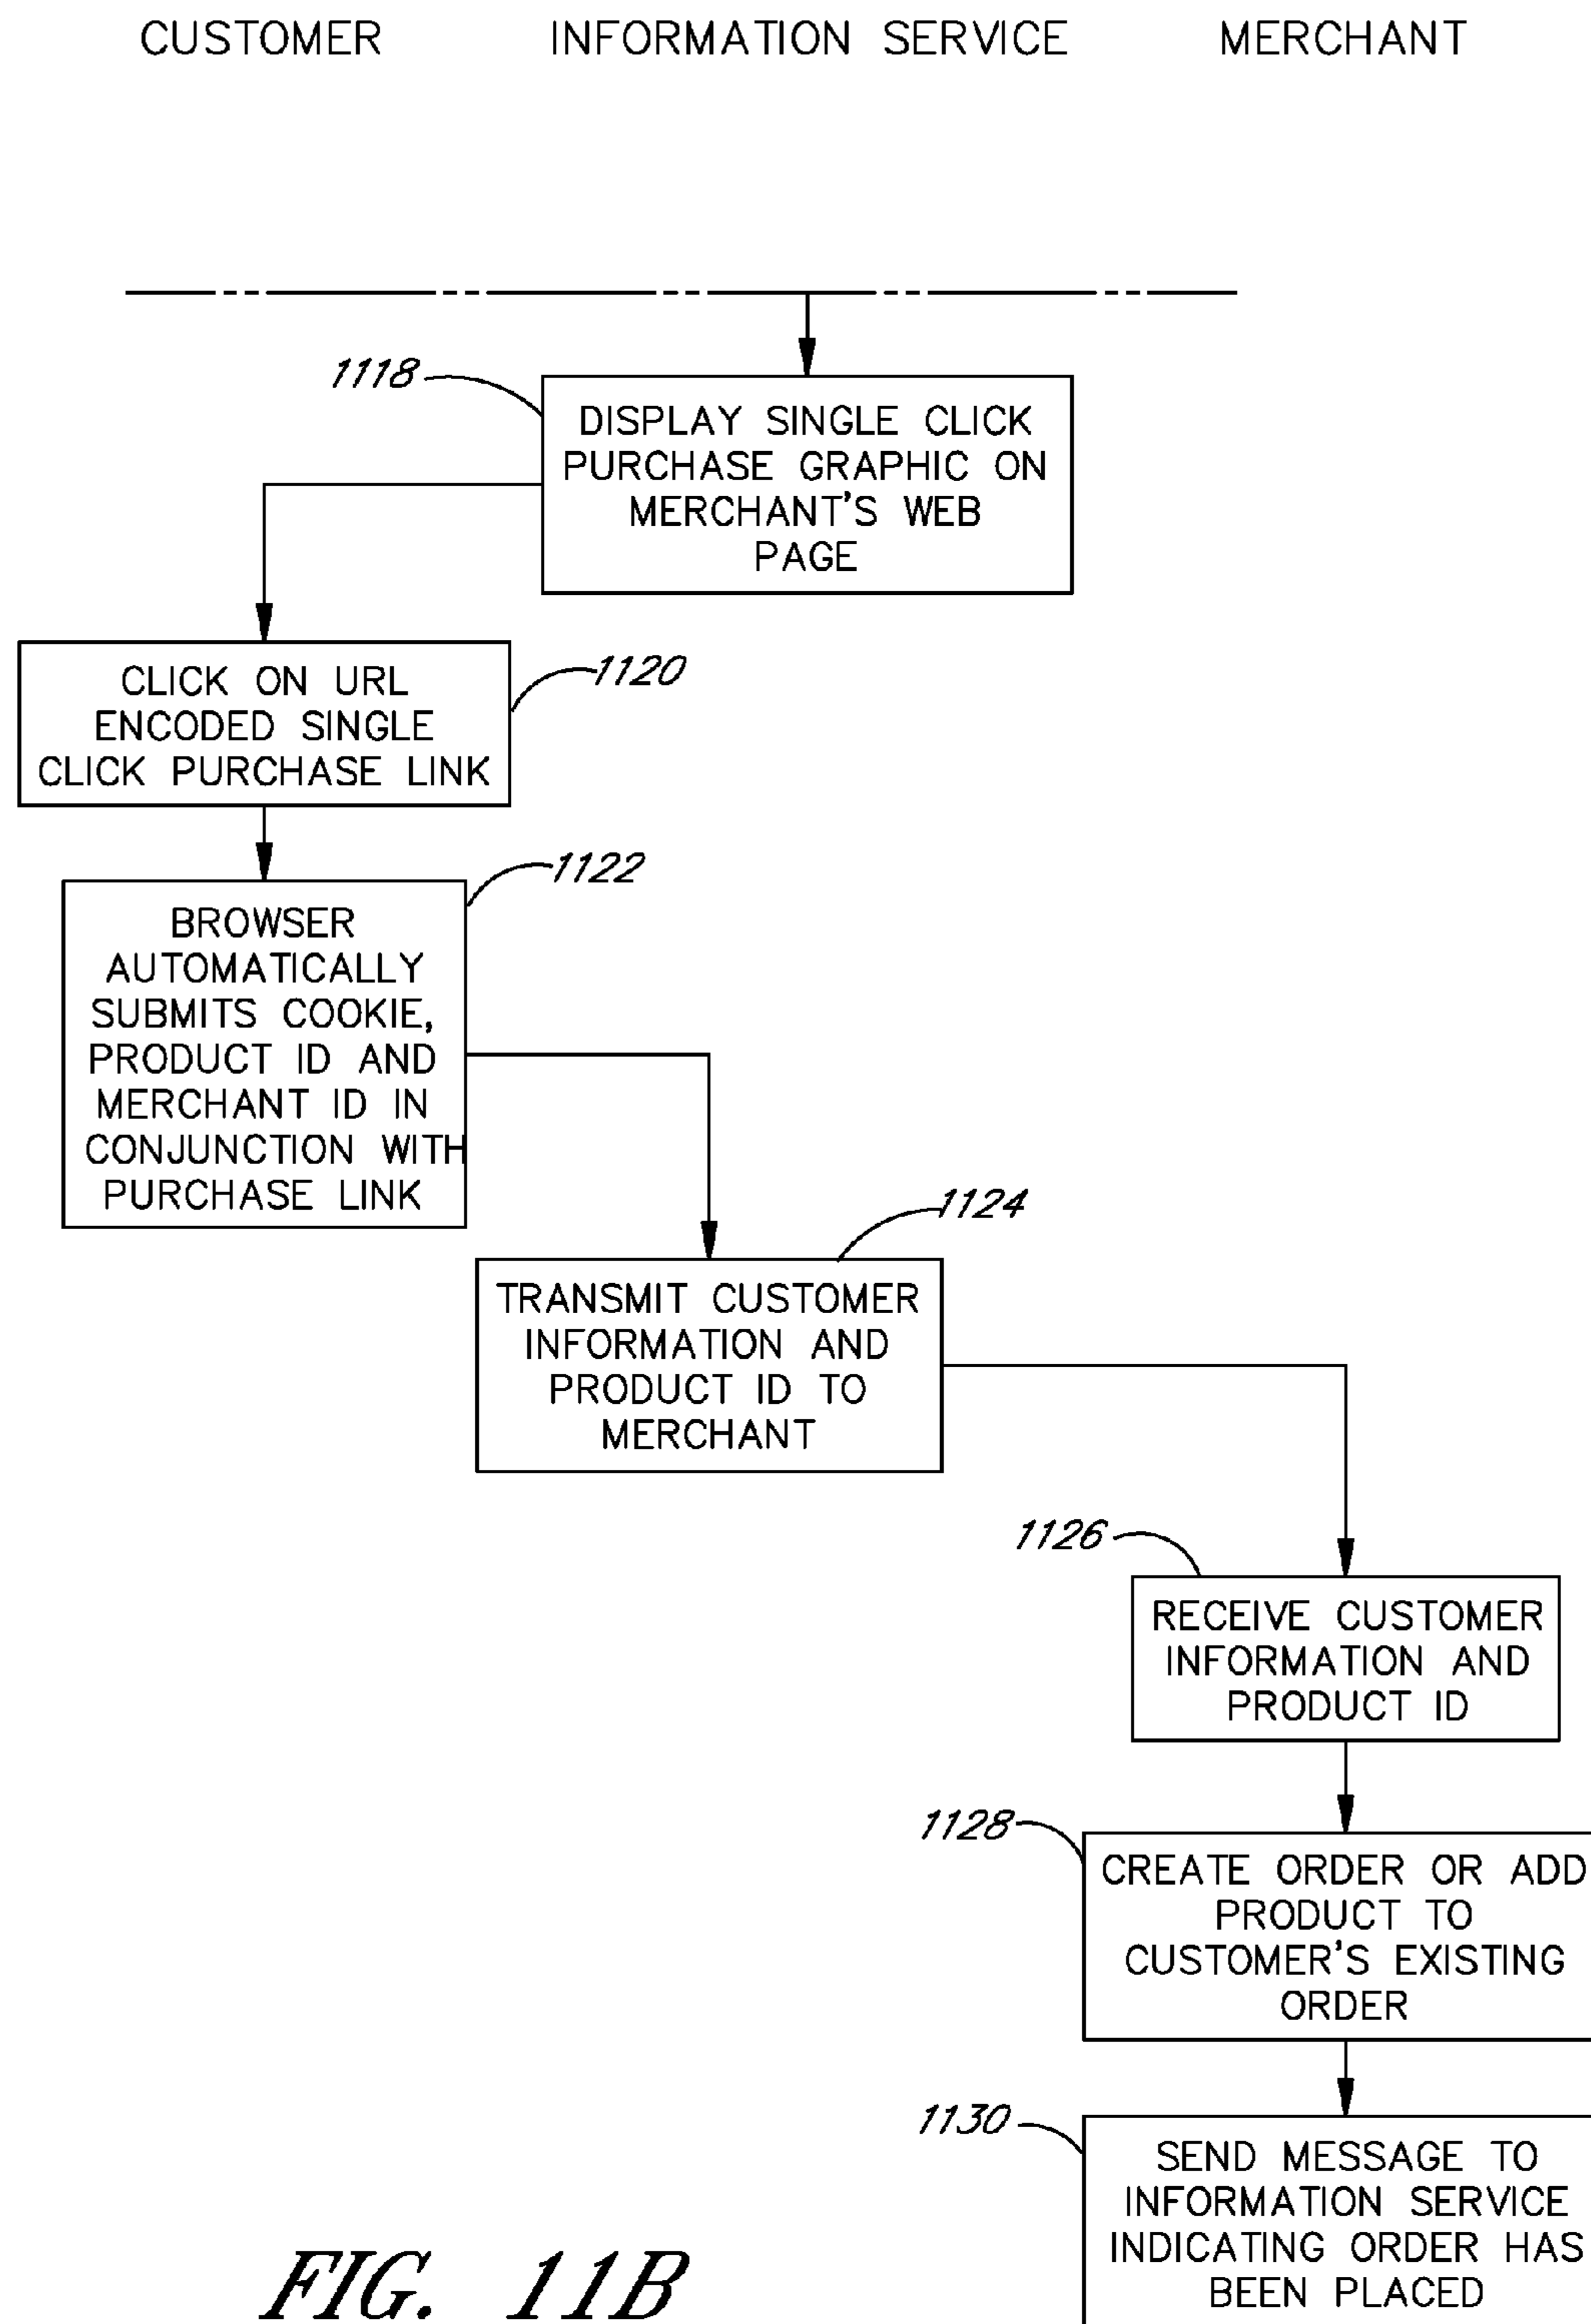 CUSTOMER INFORMATION SERVICE MERCHANT
1118
DISPLAY SINGLE CLICK
PURCHASE GRAPHIC ON
MERCHANT'S WEB
PAGE
CLICK ON URL
ENCODED SINGLE
CLICK PURCHASE LINK
1120
1122
BROWSER
AUTOMATICALLY
SUBMITS COOKIE,
PRODUCT ID AND
MERCHANT ID IN
CONJUNCTION WITH
PURCHASE LINK
1124
TRANSMIT CUSTOMER
INFORMATION AND
PRODUCT ID TO
MERCHANT
1126
RECEIVE CUSTOMER
INFORMATION AND
PRODUCT ID
1128
CREATE ORDER OR ADD
PRODUCT TO
CUSTOMER'S EXISTING
ORDER
1130
SEND MESSAGE TO
INFORMATION SERVICE
INDICATING ORDER HAS
BEEN PLACED
FIG. 11B